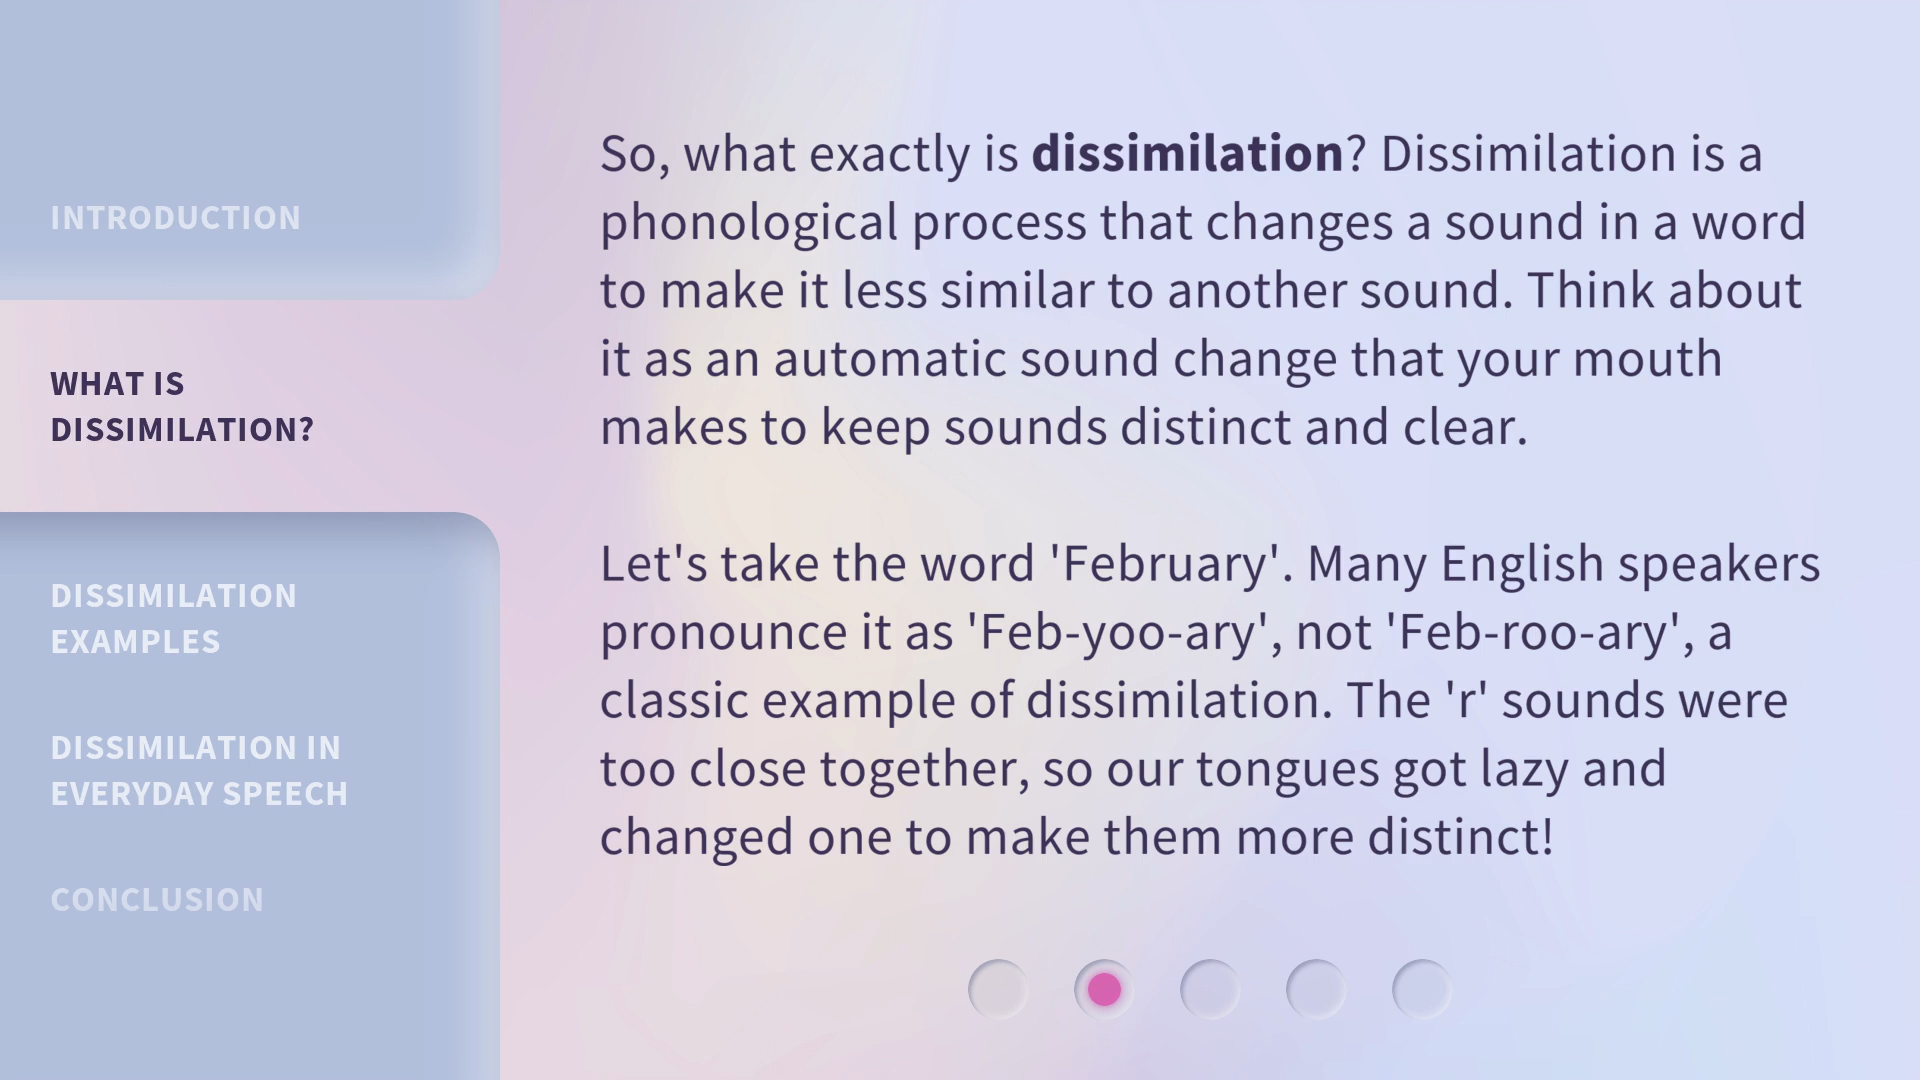 INTRODUCTION
WHAT IS
DISSIMILATION?
DISSIMILATION
EXAMPLES
DISSIMILATION IN
EVERYDAY SPEECH
CONCLUSION
So, what exactly is dissimilation? Dissimilation is a
phonological process that changes a sound in a word
to make it less similar to another sound. Think about
it as an automatic sound change that your mouth
makes to keep sounds distinct and clear.
Let's take the word 'February'. Many English speakers
pronounce it as 'Feb-yoo-ary', not 'Feb-roo-ary', a
classic example of dissimilation. The 'r' sounds were
too close together, so our tongues got lazy and
changed one to make them more distinct!